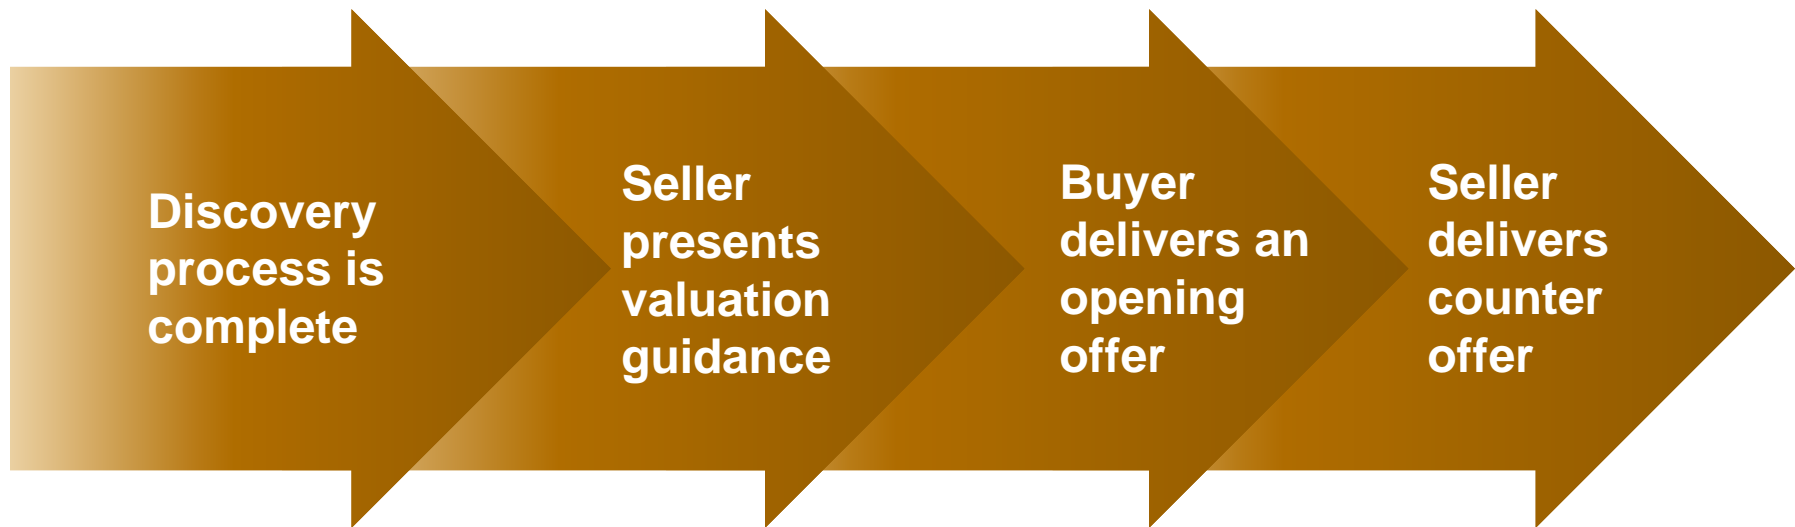 Discovery
process is
complete
Seller
presents
valuation
guidance
Buyer
delivers an
opening
offer
Seller
delivers
counter
offer